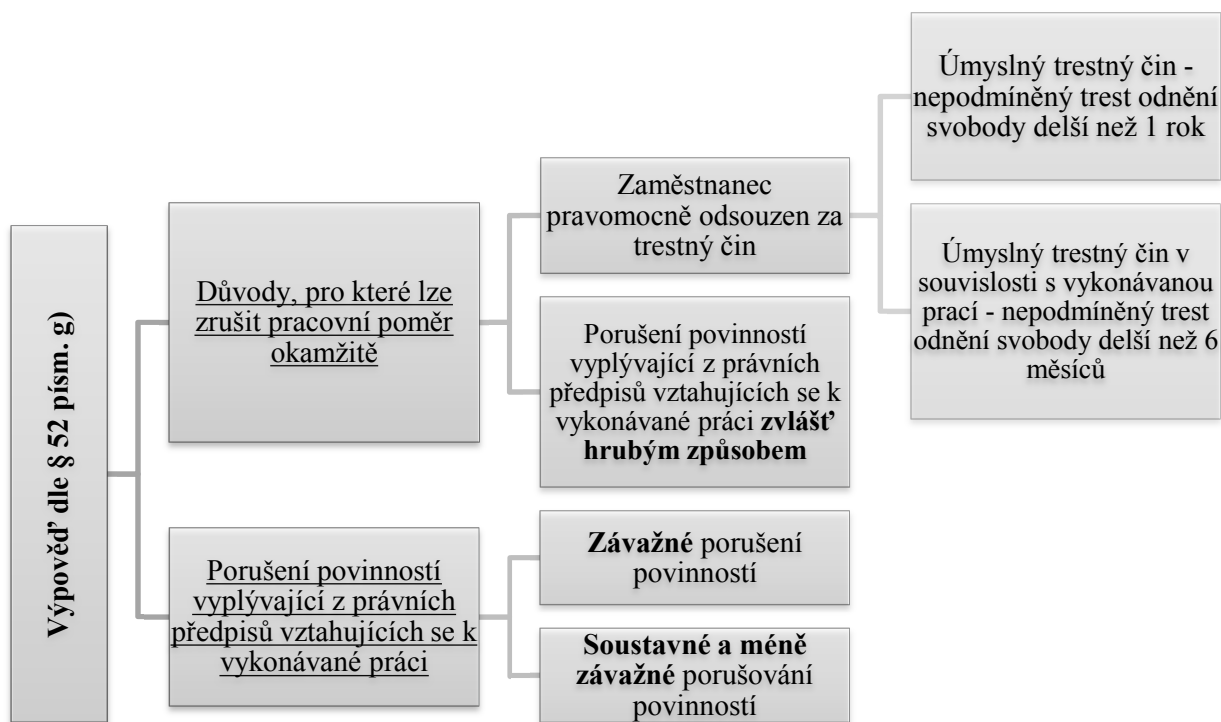 Výpověď dle § 52 písm. g)
Důvody, pro které lze
zrušit pracovní poměr
okamžitě
Zaměstnanec
pravomocně odsouzen za
trestný čin
Úmyslný trestný čin -
nepodmíněný trest odnění
svobody delší než 1 rok
Úmyslný trestný čin v
souvislosti s vykonávanou
prací - nepodmíněný trest
odnění svobody delší než 6
měsíců
Porušení povinností
vyplývající z právních
předpisů vztahujících se k
vykonávané práci zvlášť
hrubým způsobem
Porušení povinností
vyplývající z právních
předpisů vztahujících se k
vykonávané práci
Závažné porušení
povinností
Soustavné a méně
závažné porušování
povinností